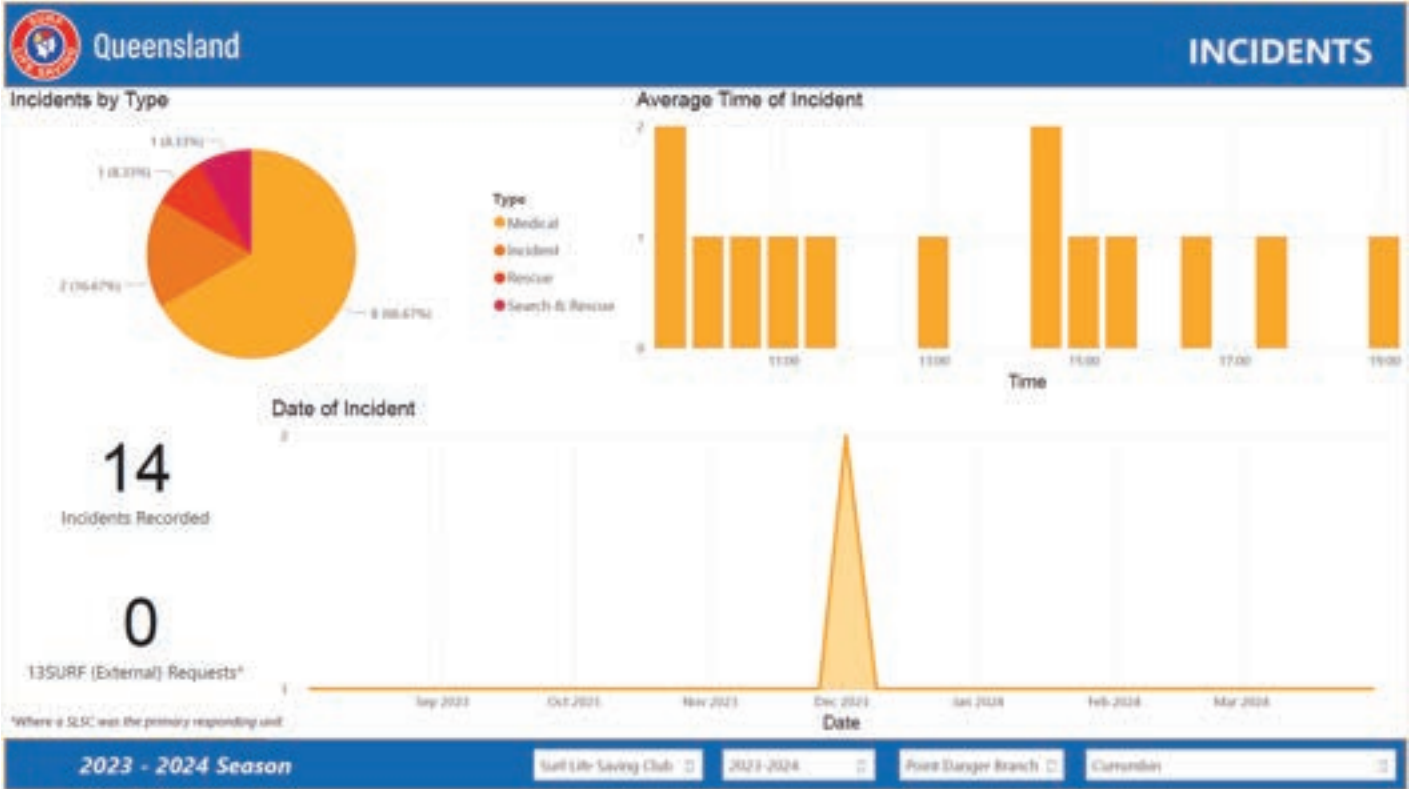 SURF
LIFE SAVING
Queensland
INCIDENTS
Incidents by Type
1 (8.33%)
1 (8.33%)
2 (16.67%)
8 (66.67%)
Type
Medical
Incident
Rescue
Search & Rescue
Average Time of Incident
2
1
0
11:00
13:00
15:00
17:00
19:00
Time
Date of Incident
2
1
Sep 2023
Oct 2023
Nov 2023
Dec 2023
Jan 2024
Feb 2024
Mar 2024
Date
14
Incidents Recorded
0
13SURF (External) Requests*
*Where a SLSC was the primary responding unit
2023 - 2024 Season
Surf Life Saving Club
2023-2024
Point Danger Branch
Currumbin